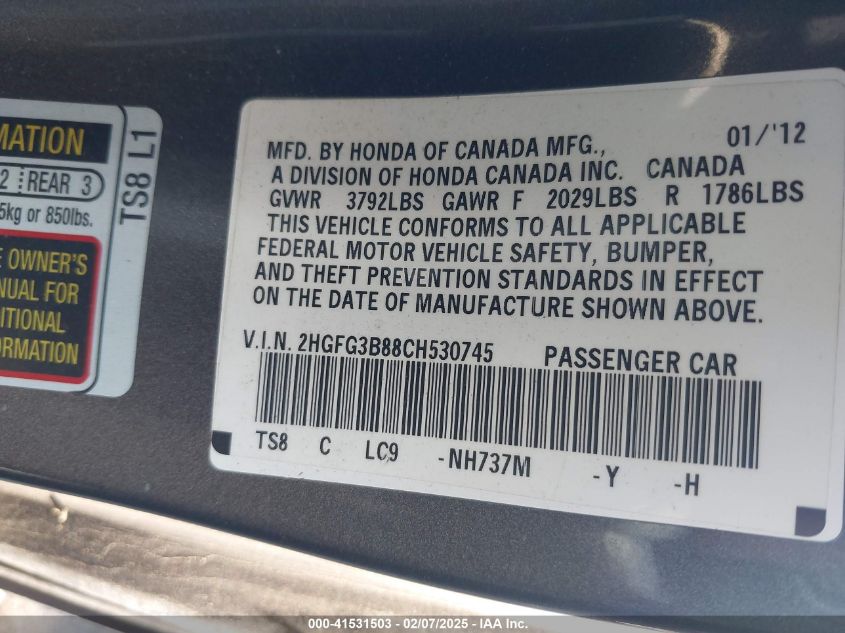 MATION
2 REAR 3
5kg or 850lbs.
OWNER'S
FOR
TS8 L1
01/'12
MFD. BY HONDA OF CANADA MFG.,
A DIVISION OF HONDA CANADA INC. CANADA
GVWR 3792LBS GAWR F 2029LBS R 1786LBS
THIS VEHICLE CONFORMS TO ALL APPLICABLE
FEDERAL MOTOR VEHICLE SAFETY, BUMPER,
AND THEFT PREVENTION STANDARDS IN EFFECT
ON THE DATE OF MANUFACTURE SHOWN ABOVE.
V.I.N. 2HGFG3B88CH530745 PASSENGER CAR
TS8 C LC9 -NH737M -Y -H
000-41531503 - 02/07/2025 - IAA Inc.